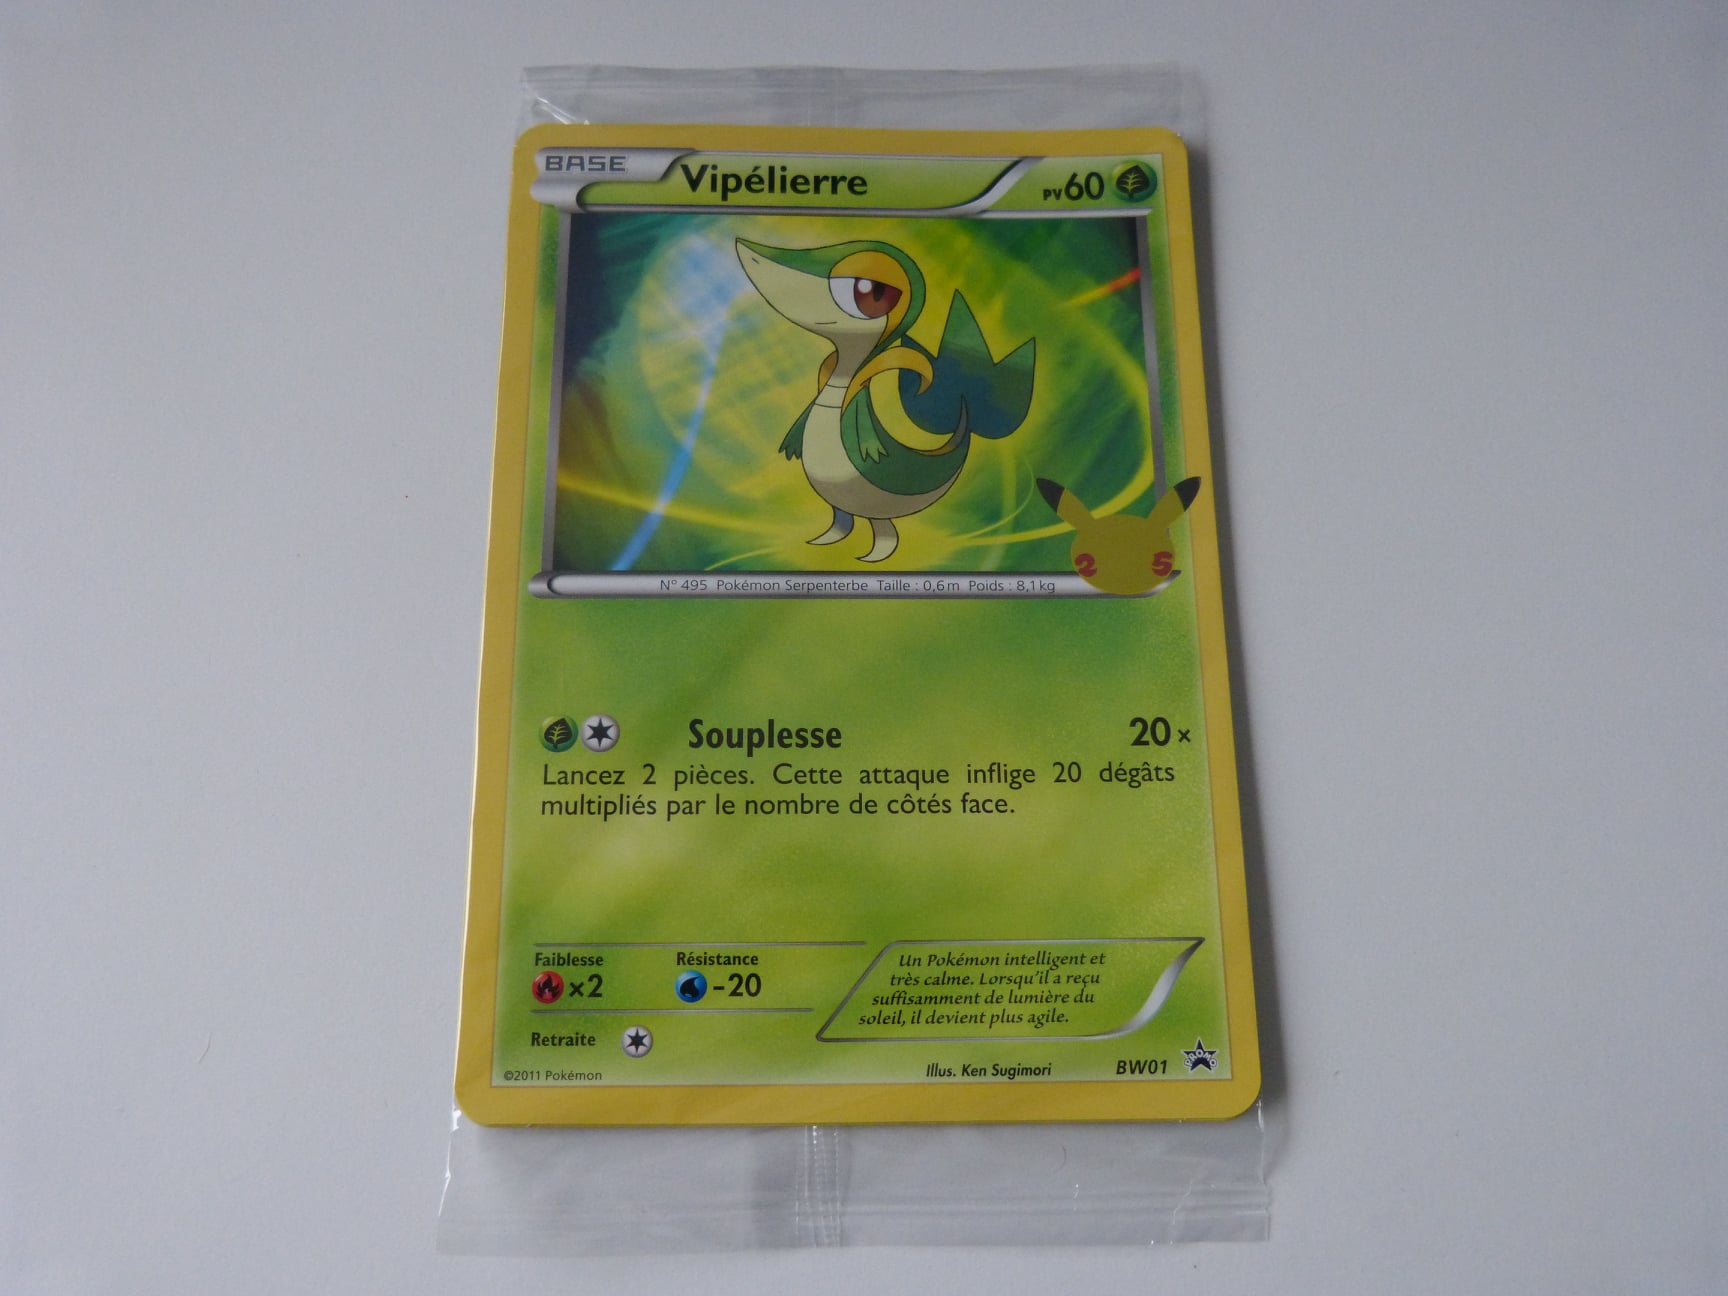 BASE
Vipélierre
PV60
2 5
N° 495 Pokémon Serpenterbe Taille : 0,6 m Poids : 8,1 kg
Souplesse 20×
Lancez 2 pièces. Cette attaque inflige 20 dégâts
multipliés par le nombre de côtés face.
Faiblesse Résistance
×2 -20
Retraite
Un Pokémon intelligent et
très calme. Lorsqu'il a reçu
suffisamment de lumière du
soleil, il devient plus agile.
©2011 Pokémon
Illus. Ken Sugimori
BW01
PROMO